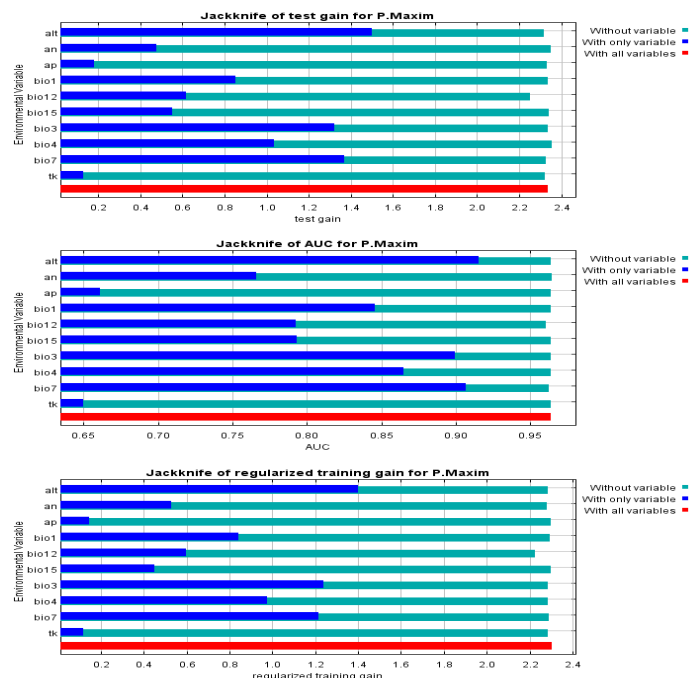 Jackknife of test gain for P.Maxim
Environmental Variable
alt
an
ap
bio1
bio12
bio15
bio3
bio4
bio7
tk
Without variable
With only variable
With all variables
0.2 0.4 0.6 0.8 1.0 1.2 1.4 1.6 1.8 2.0 2.2 2.4
test gain
Jackknife of AUC for P.Maxim
Environmental Variable
alt
an
ap
bio1
bio12
bio15
bio3
bio4
bio7
tk
Without variable
With only variable
With all variables
0.65 0.70 0.75 0.80 0.85 0.90 0.95
AUC
Jackknife of regularized training gain for P.Maxim
Environmental Variable
alt
an
ap
bio1
bio12
bio15
bio3
bio4
bio7
tk
Without variable
With only variable
With all variables
0.2 0.4 0.6 0.8 1.0 1.2 1.4 1.6 1.8 2.0 2.2 2.4
regularized training gain